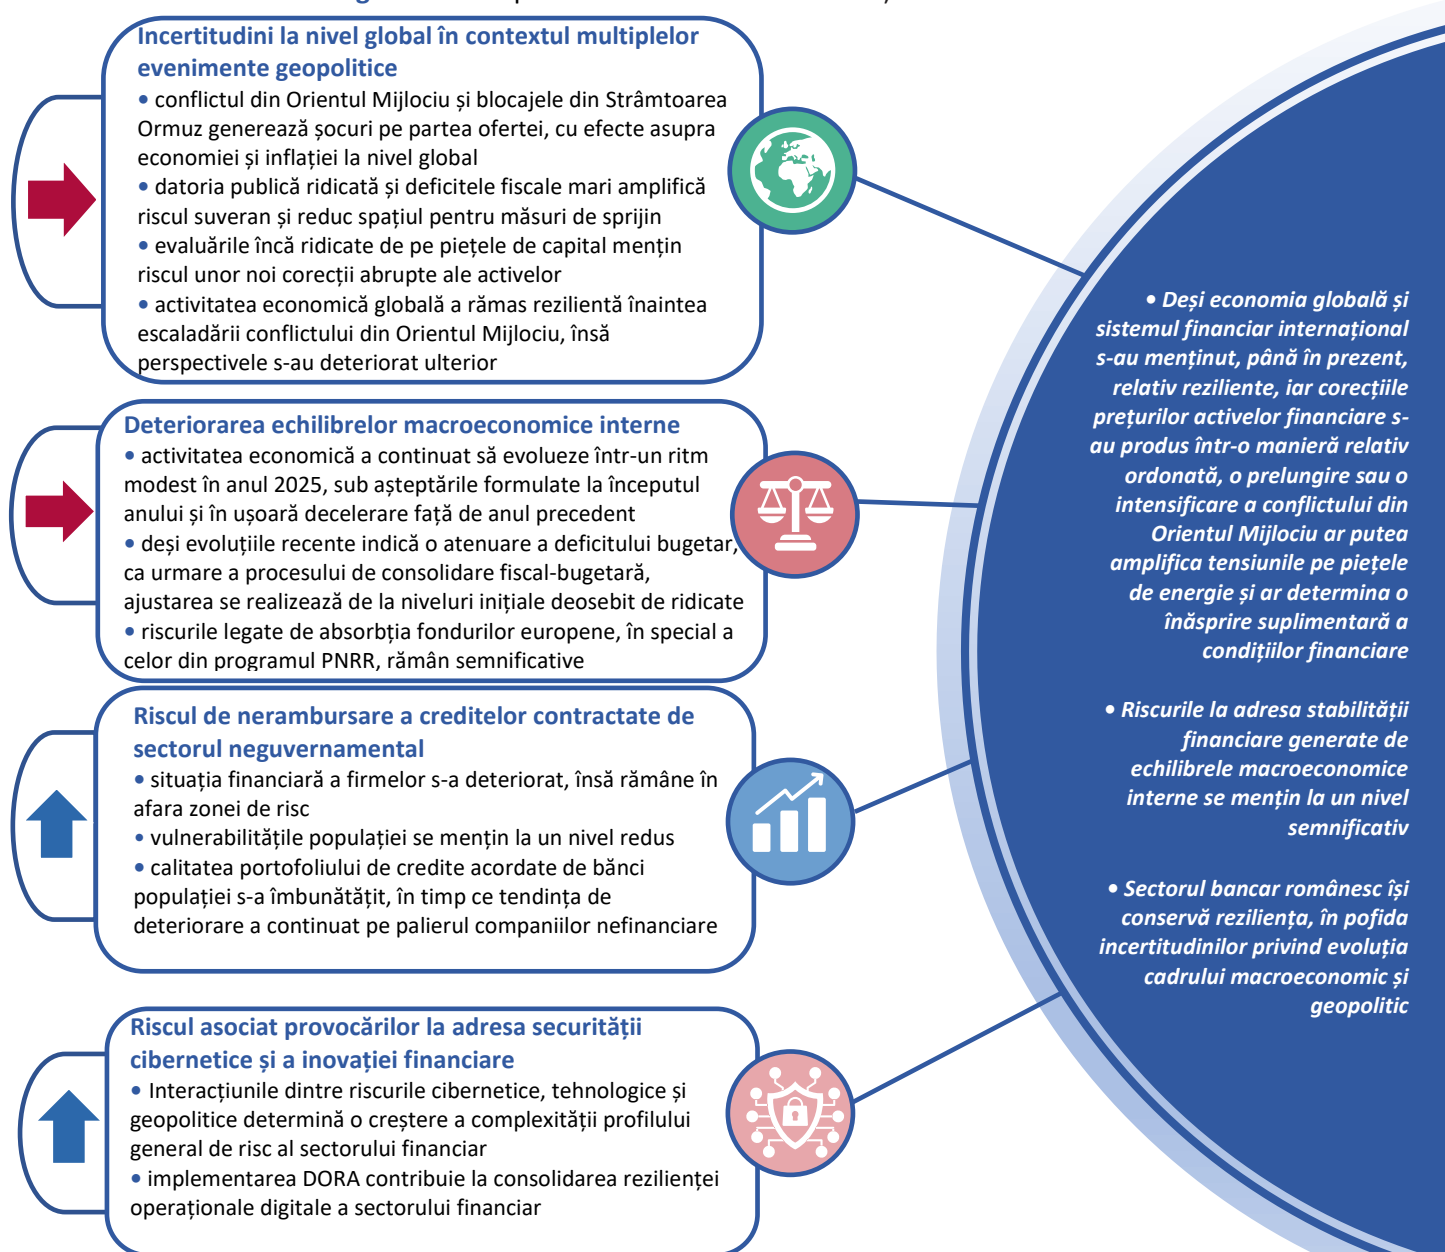 Incertitudini la nivel global în contextul multiplelor
evenimente geopolitice
• conflictul din Orientul Mijlociu și blocajele din Strâmtoarea
Ormuz generează șocuri pe partea ofertei, cu efecte asupra
economiei și inflației la nivel global
• datoria publică ridicată și deficitele fiscale mari amplifică
riscul suveran și reduc spațiul pentru măsuri de sprijin
• evaluările încă ridicate de pe piețele de capital mențin
riscul unor noi corecții abrupte ale activelor
• activitatea economică globală a rămas rezilientă înaintea
escaladării conflictului din Orientul Mijlociu, însă
perspectivele s-au deteriorat ulterior
Deteriorarea echilibrelor macroeconomice interne
• activitatea economică a continuat să evolueze într-un ritm
modest în anul 2025, sub așteptările formulate la începutul
anului și în ușoară decelerare față de anul precedent
• deși evoluțiile recente indică o atenuare a deficitului bugetar,
ca urmare a procesului de consolidare fiscal-bugetară,
ajustarea se realizează de la niveluri inițiale deosebit de ridicate
• riscurile legate de absorbția fondurilor europene, în special a
celor din programul PNRR, rămân semnificative
Riscul de nerambursare a creditelor contractate de
sectorul neguvernamental
• situația financiară a firmelor s-a deteriorat, însă rămâne în
afara zonei de risc
• vulnerabilitățile populației se mențin la un nivel redus
• calitatea portofoliului de credite acordate de bănci
populației s-a îmbunătățit, în timp ce tendința de
deteriorare a continuat pe palierul companiilor nefinanciare
Riscul asociat provocărilor la adresa securității
cibernetice și a inovației financiare
• Interacțiunile dintre riscurile cibernetice, tehnologice și
geopolitice determină o creștere a complexității profilului
general de risc al sectorului financiar
• implementarea DORA contribuie la consolidarea rezilienței
operaționale digitale a sectorului financiar
• Deși economia globală și
sistemul financiar internațional
s-au menținut, până în prezent,
relativ reziliente, iar corecțiile
prețurilor activelor financiare s-
au produs într-o manieră relativ
ordonată, o prelungire sau o
intensificare a conflictului din
Orientul Mijlociu ar putea
amplifica tensiunile pe piețele
de energie și ar determina o
înăsprire suplimentară a
condițiilor financiare
• Riscurile la adresa stabilității
financiare generate de
echilibrele macroeconomice
interne se mențin la un nivel
semnificativ
• Sectorul bancar românesc își
conservă reziliența, în pofida
incertitudinilor privind evoluția
cadrului macroeconomic și
geopolitic